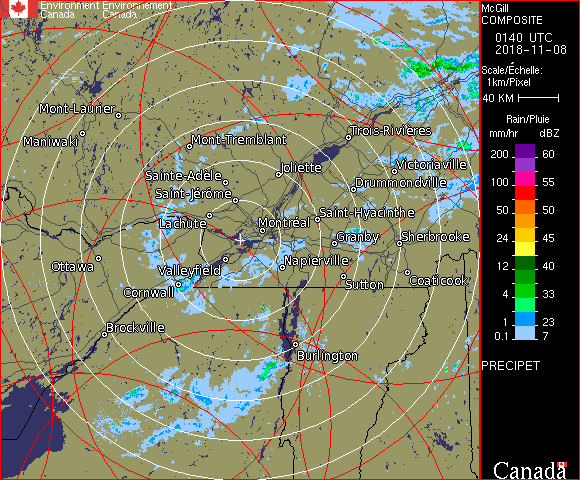 Environment Environnement
Canada Canada
McGill
COMPOSITE
0140 UTC
2018-11-08
Scale/Échelle:
1km/Pixel
40 KM
Rain/Pluie
mm/hr dBZ
200 60
100 55
50 50
24 45
12 40
4 33
1 23
0.1 7
PRECIPET
Canada
Mont-Laurier
Maniwaki
Mont-Tremblant
Trois-Rivières
Sainte-Adele
Joliette
Victoriaville
Saint-Jérôme
Drummondville
Lachute
Montréal
Saint-Hyacinthe
Granby
Sherbrooke
Ottawa
Valleyfield
Napierville
Cornwall
Sutton
Coaticook
Brockville
Burlington